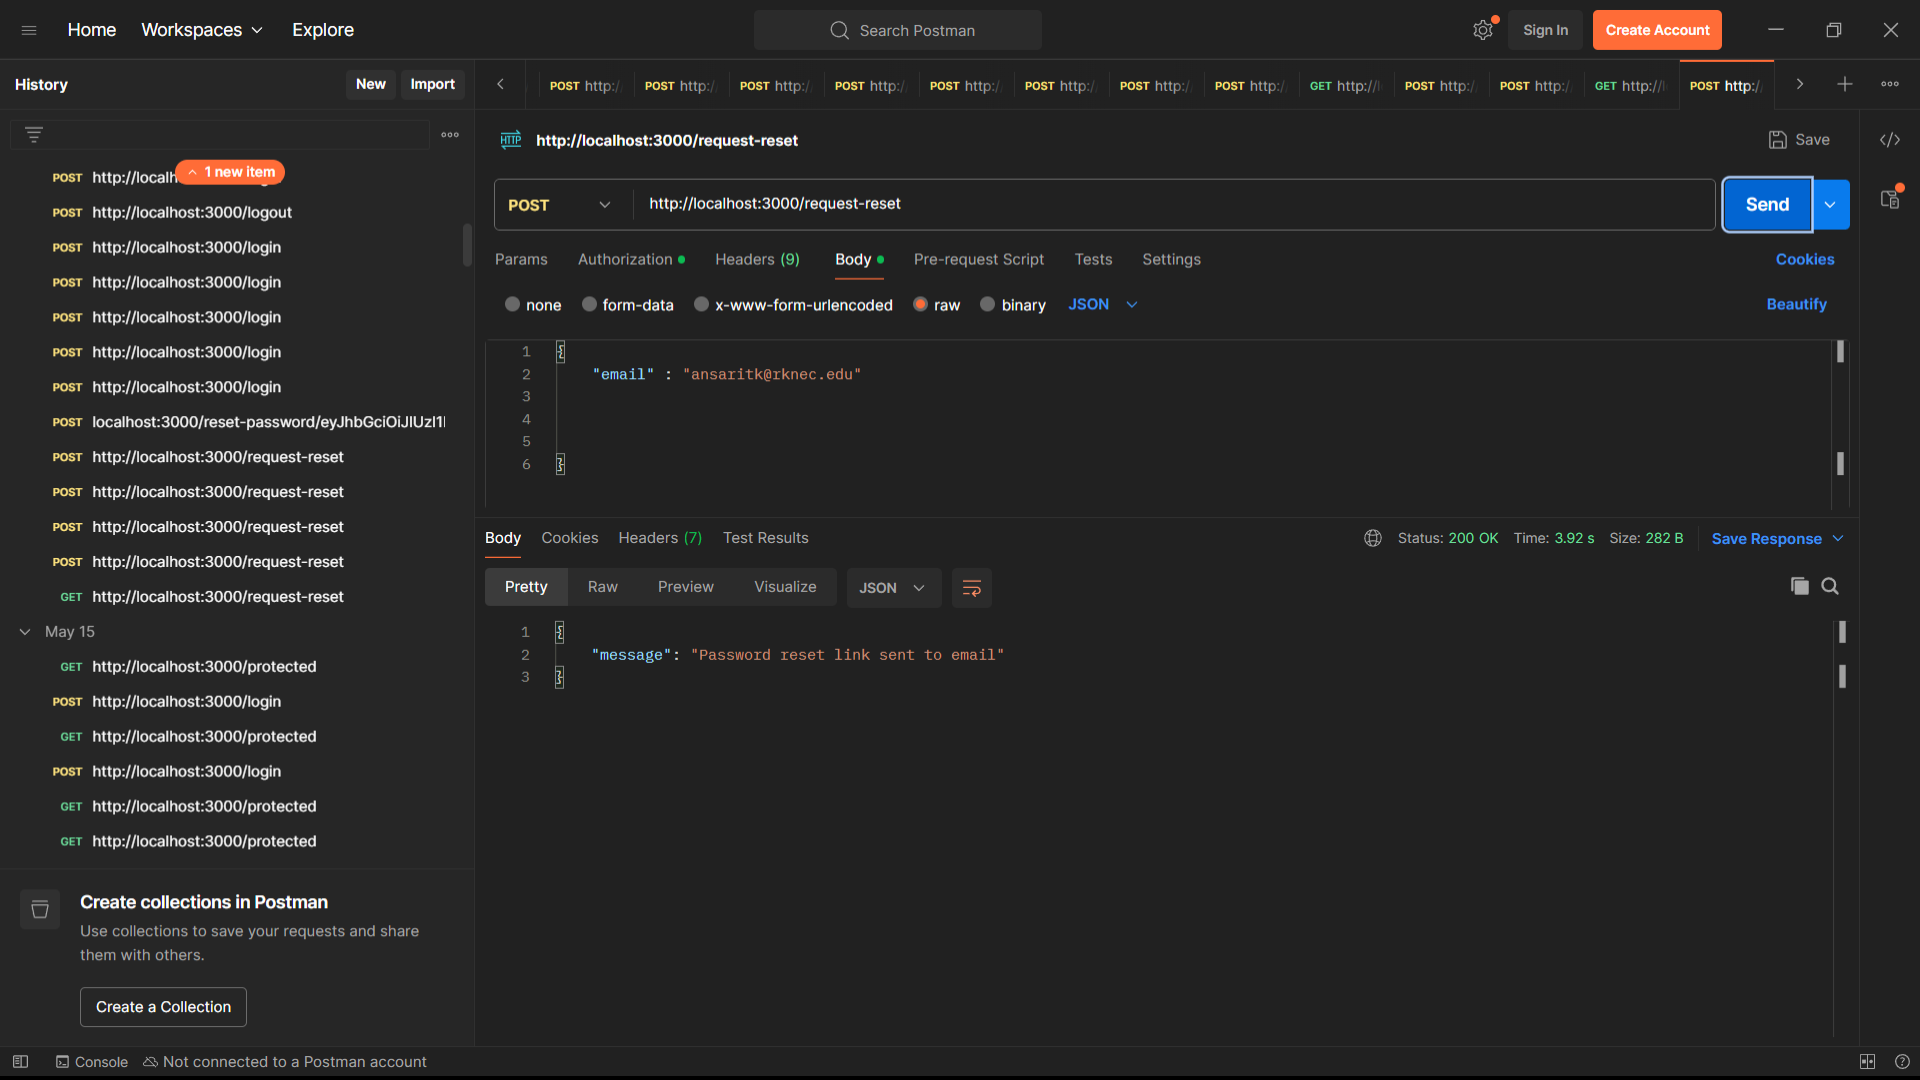 Home Workspaces Explore Search Postman Sign In Create Account
History New Import
POST http:/ POST http:/ POST http:/ POST http:/ POST http:/ POST http:/ POST http:/ POST http:/ GET http://l POST http:/ POST http:/ GET http://l POST http:/
1 new item
POST http://localh
POST http://localhost:3000/logout
POST http://localhost:3000/login
POST http://localhost:3000/login
POST http://localhost:3000/login
POST http://localhost:3000/login
POST http://localhost:3000/login
POST localhost:3000/reset-password/eyJhbGciOiJIUzI1I
POST http://localhost:3000/request-reset
POST http://localhost:3000/request-reset
POST http://localhost:3000/request-reset
POST http://localhost:3000/request-reset
GET http://localhost:3000/request-reset
May 15
GET http://localhost:3000/protected
POST http://localhost:3000/login
GET http://localhost:3000/protected
POST http://localhost:3000/login
GET http://localhost:3000/protected
GET http://localhost:3000/protected
Create collections in Postman
Use collections to save your requests and share
them with others.
Create a Collection
HTTP http://localhost:3000/request-reset Save
POST http://localhost:3000/request-reset Send
Params Authorization Headers (9) Body Pre-request Script Tests Settings Cookies
none form-data x-www-form-urlencoded raw binary JSON Beautify
1 {
2 "email" : "ansaritk@rknec.edu"
3
4
5
6 }
Body Cookies Headers (7) Test Results Status: 200 OK Time: 3.92 s Size: 282 B Save Response
Pretty Raw Preview Visualize JSON
1 {
2 "message": "Password reset link sent to email"
3 }
Console Not connected to a Postman account